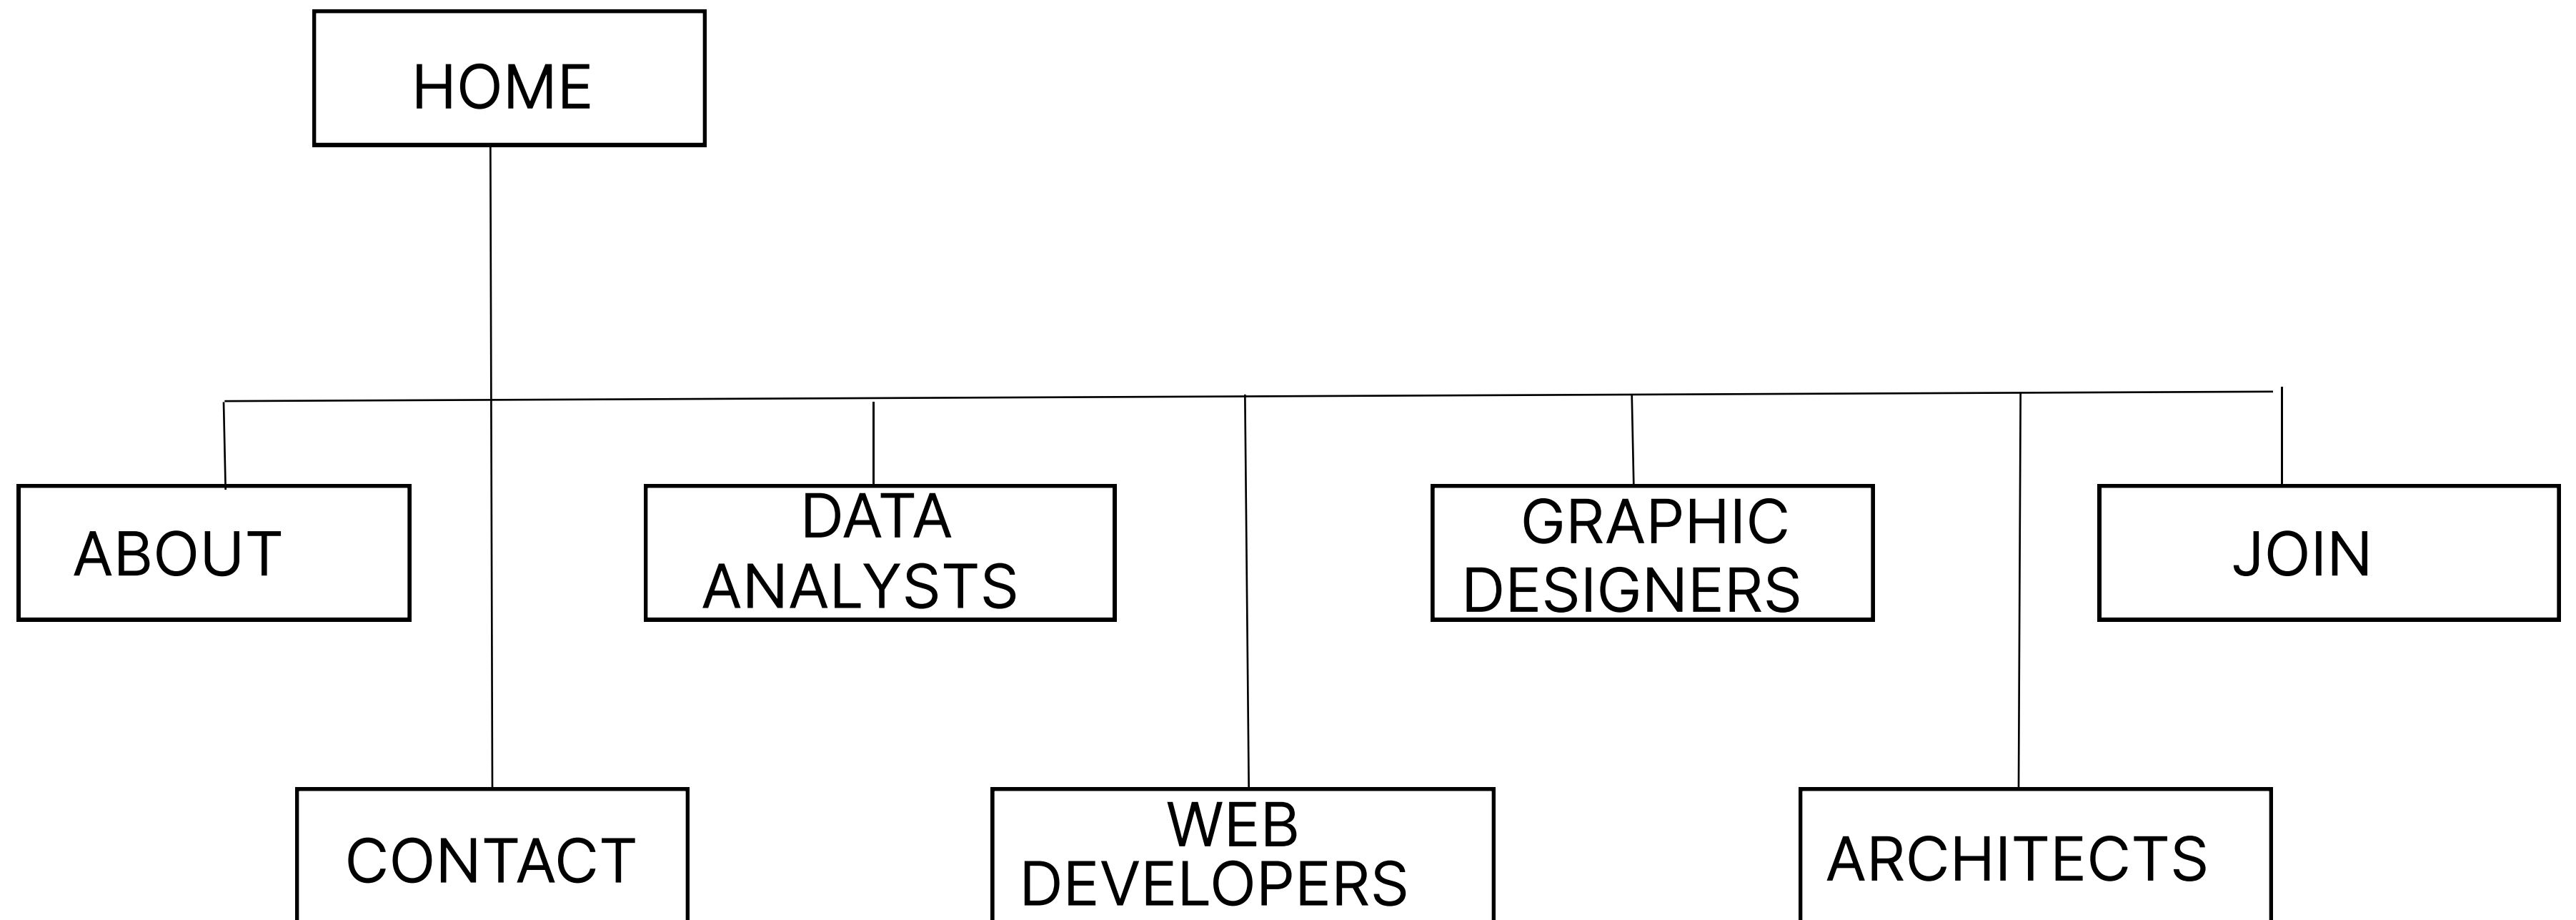 HOME
ABOUT
DATA
ANALYSTS
GRAPHIC
DESIGNERS
JOIN
CONTACT
WEB
DEVELOPERS
ARCHITECTS